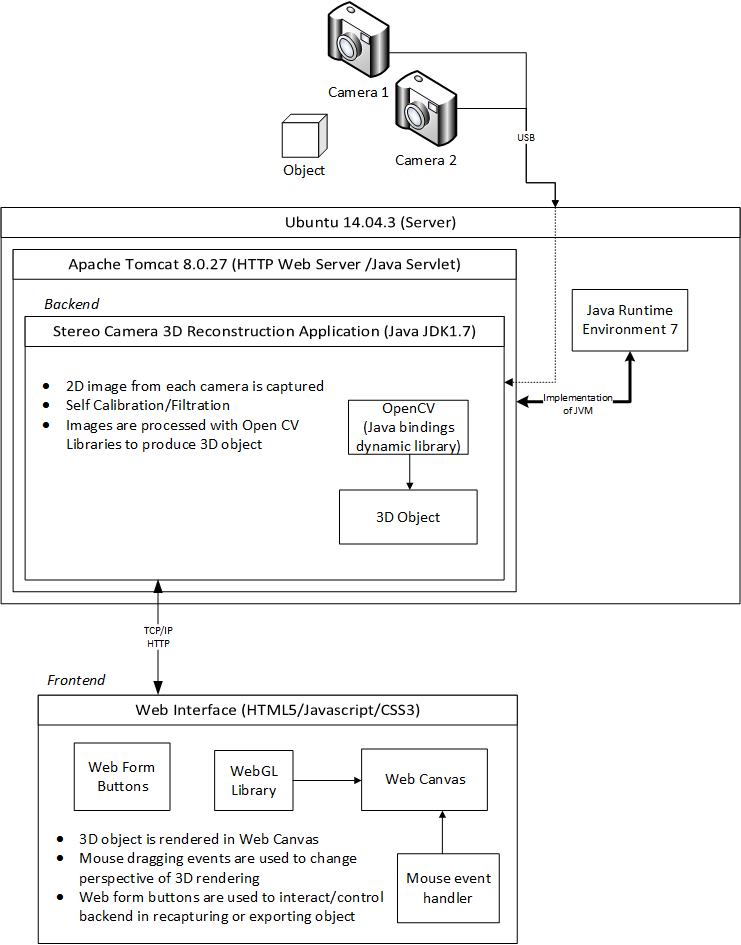 Camera 1
Camera 2
USB
Object
Ubuntu 14.04.3 (Server)
Apache Tomcat 8.0.27 (HTTP Web Server /Java Servlet)
Backend
Stereo Camera 3D Reconstruction Application (Java JDK1.7)
Java Runtime
Environment 7
• 2D image from each camera is captured
• Self Calibration/Filtration
• Images are processed with Open CV
Libraries to produce 3D object
Implementation
of JVM
OpenCV
(Java bindings
dynamic library)
3D Object
TCP/IP
HTTP
Frontend
Web Interface (HTML5/Javascript/CSS3)
Web Form
Buttons
WebGL
Library
Web Canvas
• 3D object is rendered in Web Canvas
• Mouse dragging events are used to change
perspective of 3D rendering
• Web form buttons are used to interact/control
backend in recapturing or exporting object
Mouse event
handler